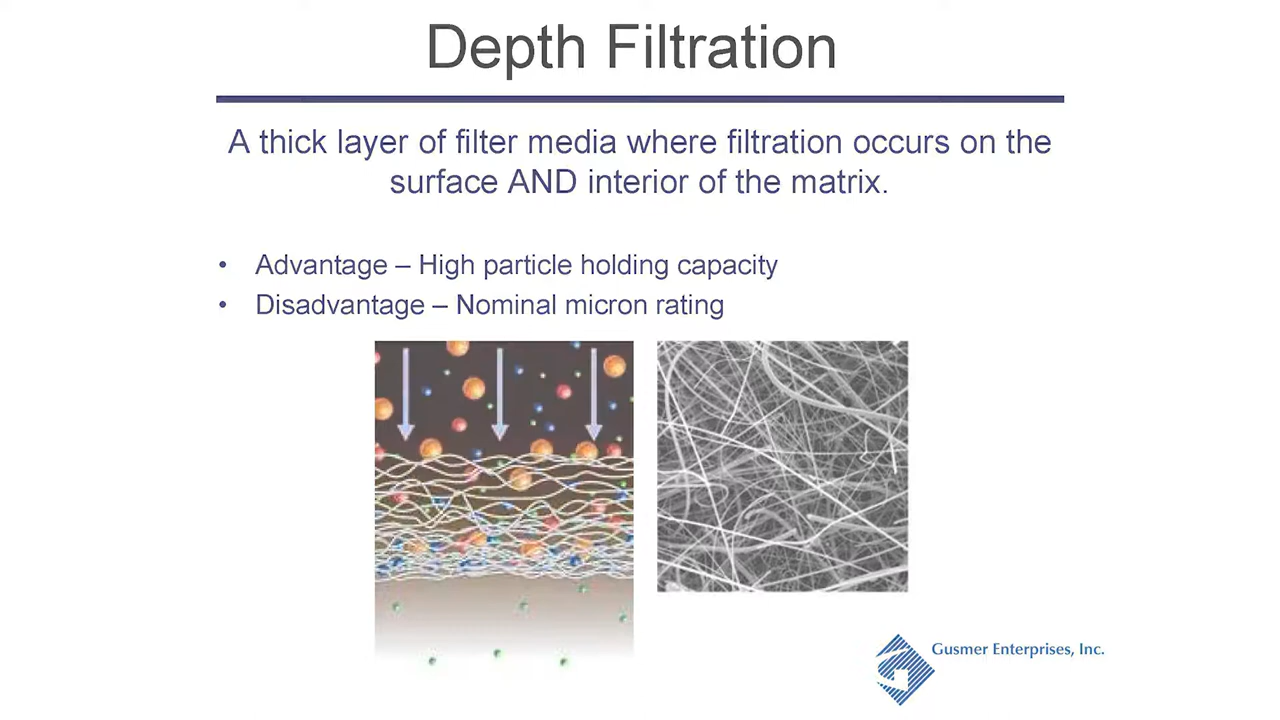 Depth Filtration
A thick layer of filter media where filtration occurs on the
surface AND interior of the matrix.
• Advantage – High particle holding capacity
• Disadvantage – Nominal micron rating
Gusmer Enterprises, Inc.